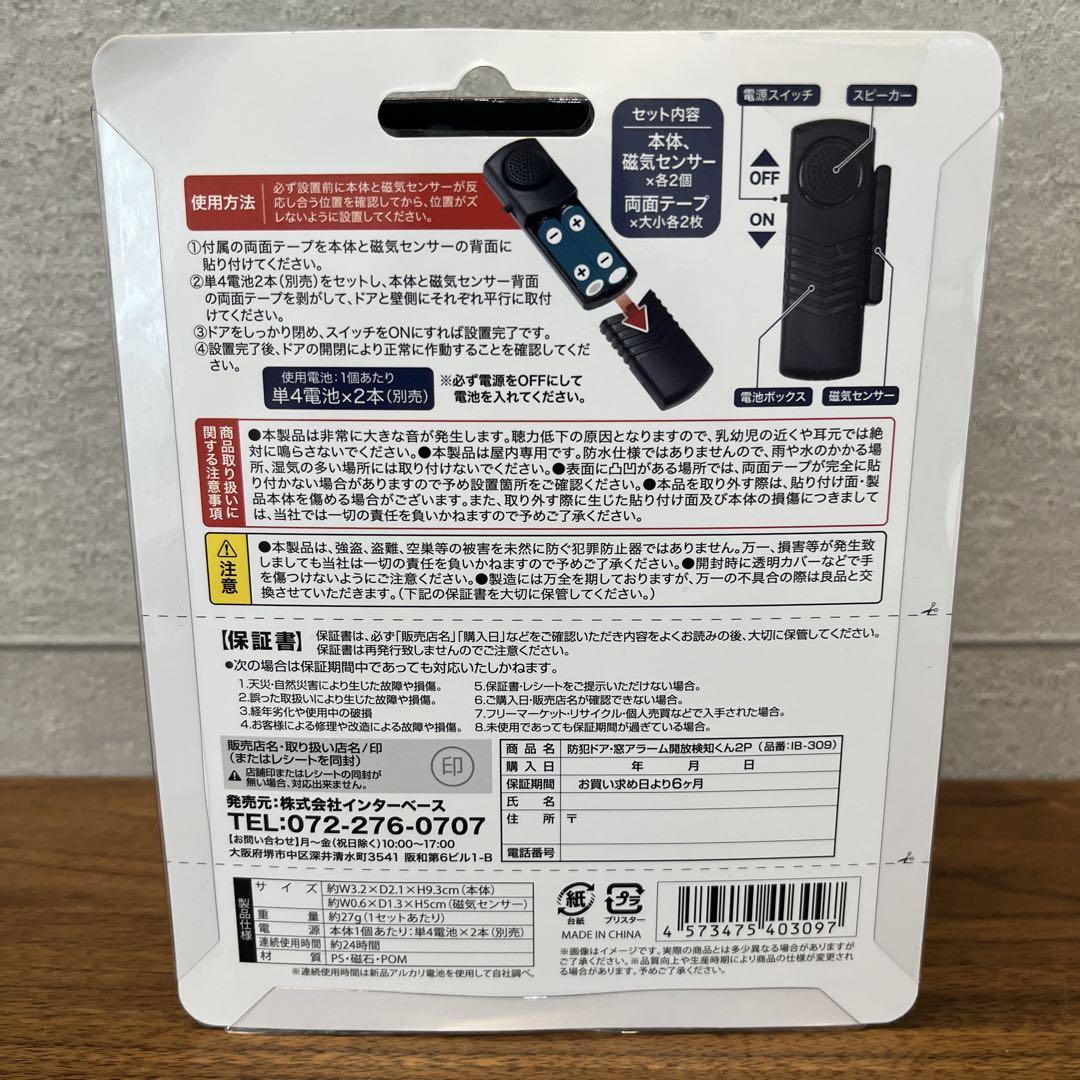 セット内容
本体、
磁気センサー
×各2個
両面テープ
×大小各2枚
電源スイッチ
スピーカー
OFF
ON
電池ボックス
磁気センサー
使用方法
必ず設置前に本体と磁気センサーが反
応し合う位置を確認してから、位置がズ
レないように設置してください。
①付属の両面テープを本体と磁気センサーの背面に
貼り付けてください。
②単4電池2本(別売)をセットし、本体と磁気センサー背面
の両面テープを剥がして、ドアと壁側にそれぞれ平行に取付
けてください。
③ドアをしっかり閉め、スイッチをONにすれば設置完了です。
④設置完了後、ドアの開閉により正常に作動することを確認してくだ
さい。
使用電池:1個あたり
単4電池×2本(別売)
※必ず電源をOFFにして
電池を入れてください。
商品取り扱いに
関する注意事項
●本製品は非常に大きな音が発生します。聴力低下の原因となりますので、乳幼児の近くや耳元では絶
対に鳴らさないでください。●本製品は屋内専用です。防水仕様ではありませんので、雨や水のかかる場
所、湿気の多い場所には取り付けないでください。●表面に凸凹がある場所では、両面テープが完全に貼
り付かない場合がありますので予め設置箇所をご確認ください。●本品を取り外す際は、貼り付け面・製
品本体を傷める場合がございます。また、取り外す際に生じた貼り付け面及び本体の損傷につきまして
は、当社では一切の責任を負いかねますので予めご了承ください。
注意
●本製品は、強盗、盗難、空巣等の被害を未然に防ぐ犯罪防止器ではありません。万一、損害等が発生致
しましても当社は一切の責任を負いかねますので予めご了承ください。●開封時に透明カバーなどで手
を傷つけないようにご注意ください。●製造には万全を期しておりますが、万一の不具合の際は良品と交
換させていただきます。(下記の保証書を大切に保管してください。)
【保証書】
保証書は、必ず「販売店名」「購入日」などをご確認いただき内容をよくお読みの後、大切に保管してください。
保証書は再発行致しませんのでご注意ください。
●次の場合は保証期間中であっても対応いたしかねます。
1.天災・自然災害により生じた故障や損傷。
2.誤った取扱いにより生じた故障や損傷。
3.経年劣化や使用中の破損
4.お客様による修理や改造による故障や損傷。
5.保証書・レシートをご提示いただけない場合。
6.ご購入日・販売店名が確認できない場合。
7.フリーマーケット・リサイクル・個人売買などで入手された場合。
8.未使用であっても保証期間が過ぎている場合。
販売店名・取り扱い店名/印
(またはレシートを同封)
店舗印またはレシートの同封が
無い場合、対応出来ません。
印
発売元:株式会社インターベース
TEL:072-276-0707
【お問い合わせ】月〜金(祝日除く)10:00〜17:00
大阪府堺市中区深井清水町3541 阪和第6ビル1-B
商品名 防犯ドア・窓アラーム開放検知くん2P(品番:IB-309)
購入日 年 月 日
保証期間 お買い求め日より6ヶ月
氏名
住所 〒
電話番号
製品仕様
サイズ 約W3.2×D2.1×H9.3cm(本体)
約W0.6×D1.3×H5cm(磁気センサー)
重量 約27g(1セットあたり)
電源 本体1個あたり:単4電池×2本(別売)
連続使用時間 約24時間
材質 PS・磁石・POM
※連続使用時間は新品アルカリ電池を使用して自社調べ。
紙
台紙
プラ
ブリスター
MADE IN CHINA
4 573475 403097
※画像はイメージです。実際の商品とは多少異なる場合がありますが
ご了承ください。※品質向上や生産時期により商品の仕様が変更され
る場合があります。予めご了承ください。